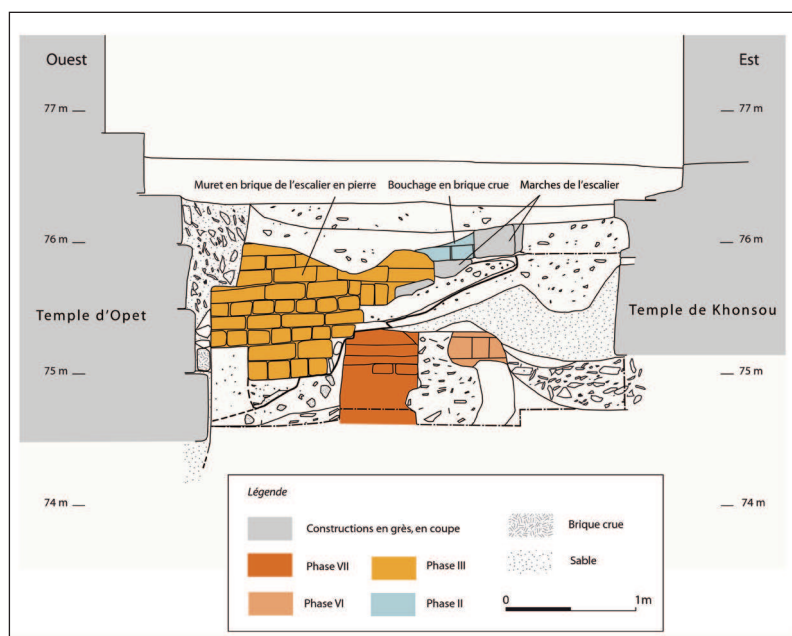 Ouest
Est
77 m
77 m
Muret en brique de l'escalier en pierre
Bouchage en brique crue
Marches de l'escalier
76 m
76 m
Temple d'Opet
Temple de Khonsou
75 m
75 m
74 m
74 m
Légende
Constructions en grès, en coupe
Brique crue
Phase VII
Phase III
Sable
Phase VI
Phase II
0
1m